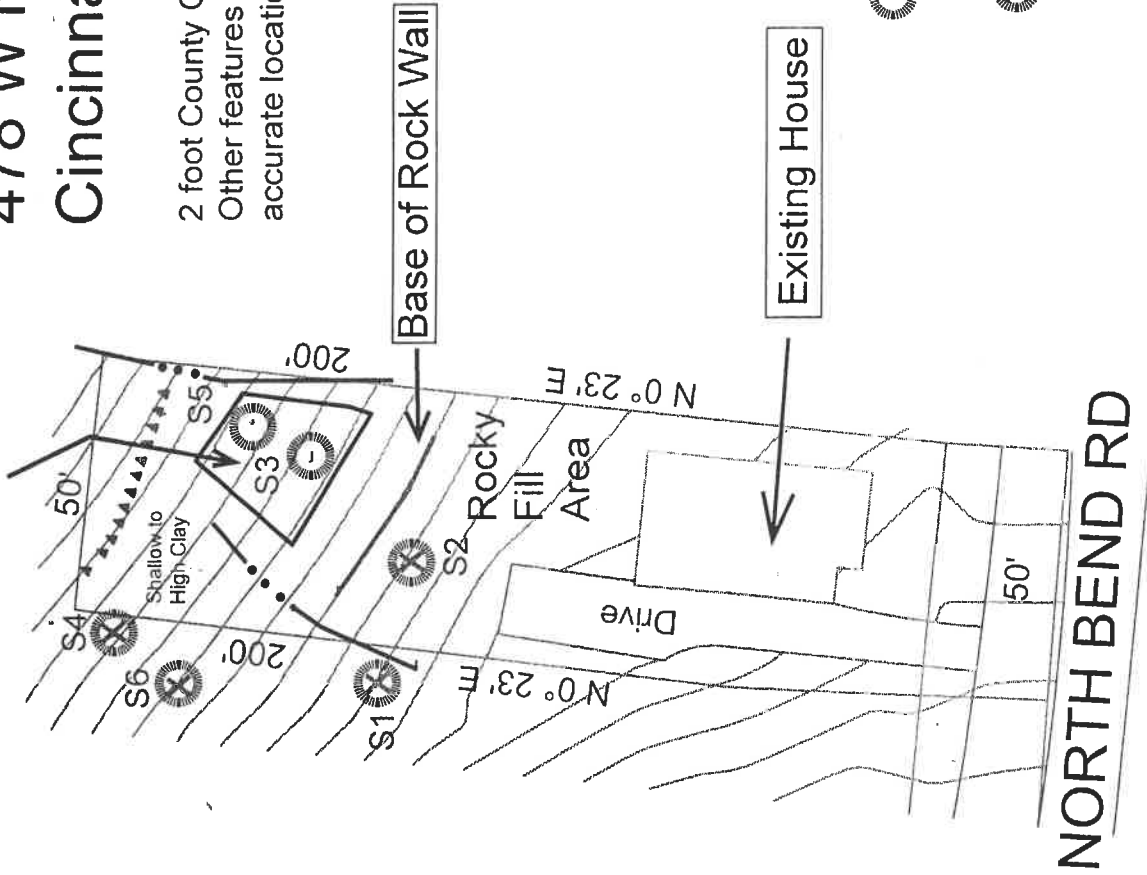 Cincinna
2 foot County C
Other features
accurate locatio
Base of Rock Wall
Existing House
50'
200'
S5
S3
Shallow to
High Clay
S4
S6
200'
S1
S2
Rocky
Fill
Area
N 0° 23' E
N 0° 23' E
Drive
50'
NORTH BEND RD